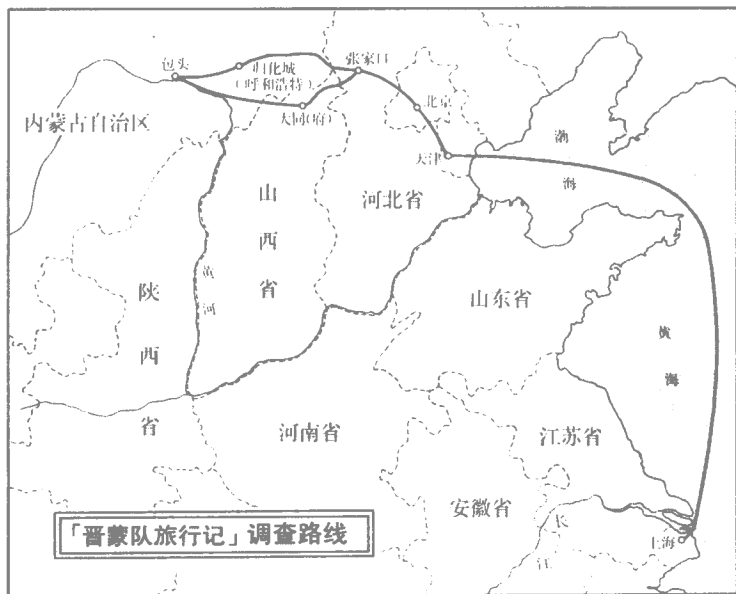 包头
归化城
(呼和浩特)
张家口
大同(府)
北京
天津
内蒙古自治区
山西省
河北省
渤海
黄河
陕西省
山东省
黄海
河南省
江苏省
安徽省
长江
上海
「晋蒙队旅行记」调查路线